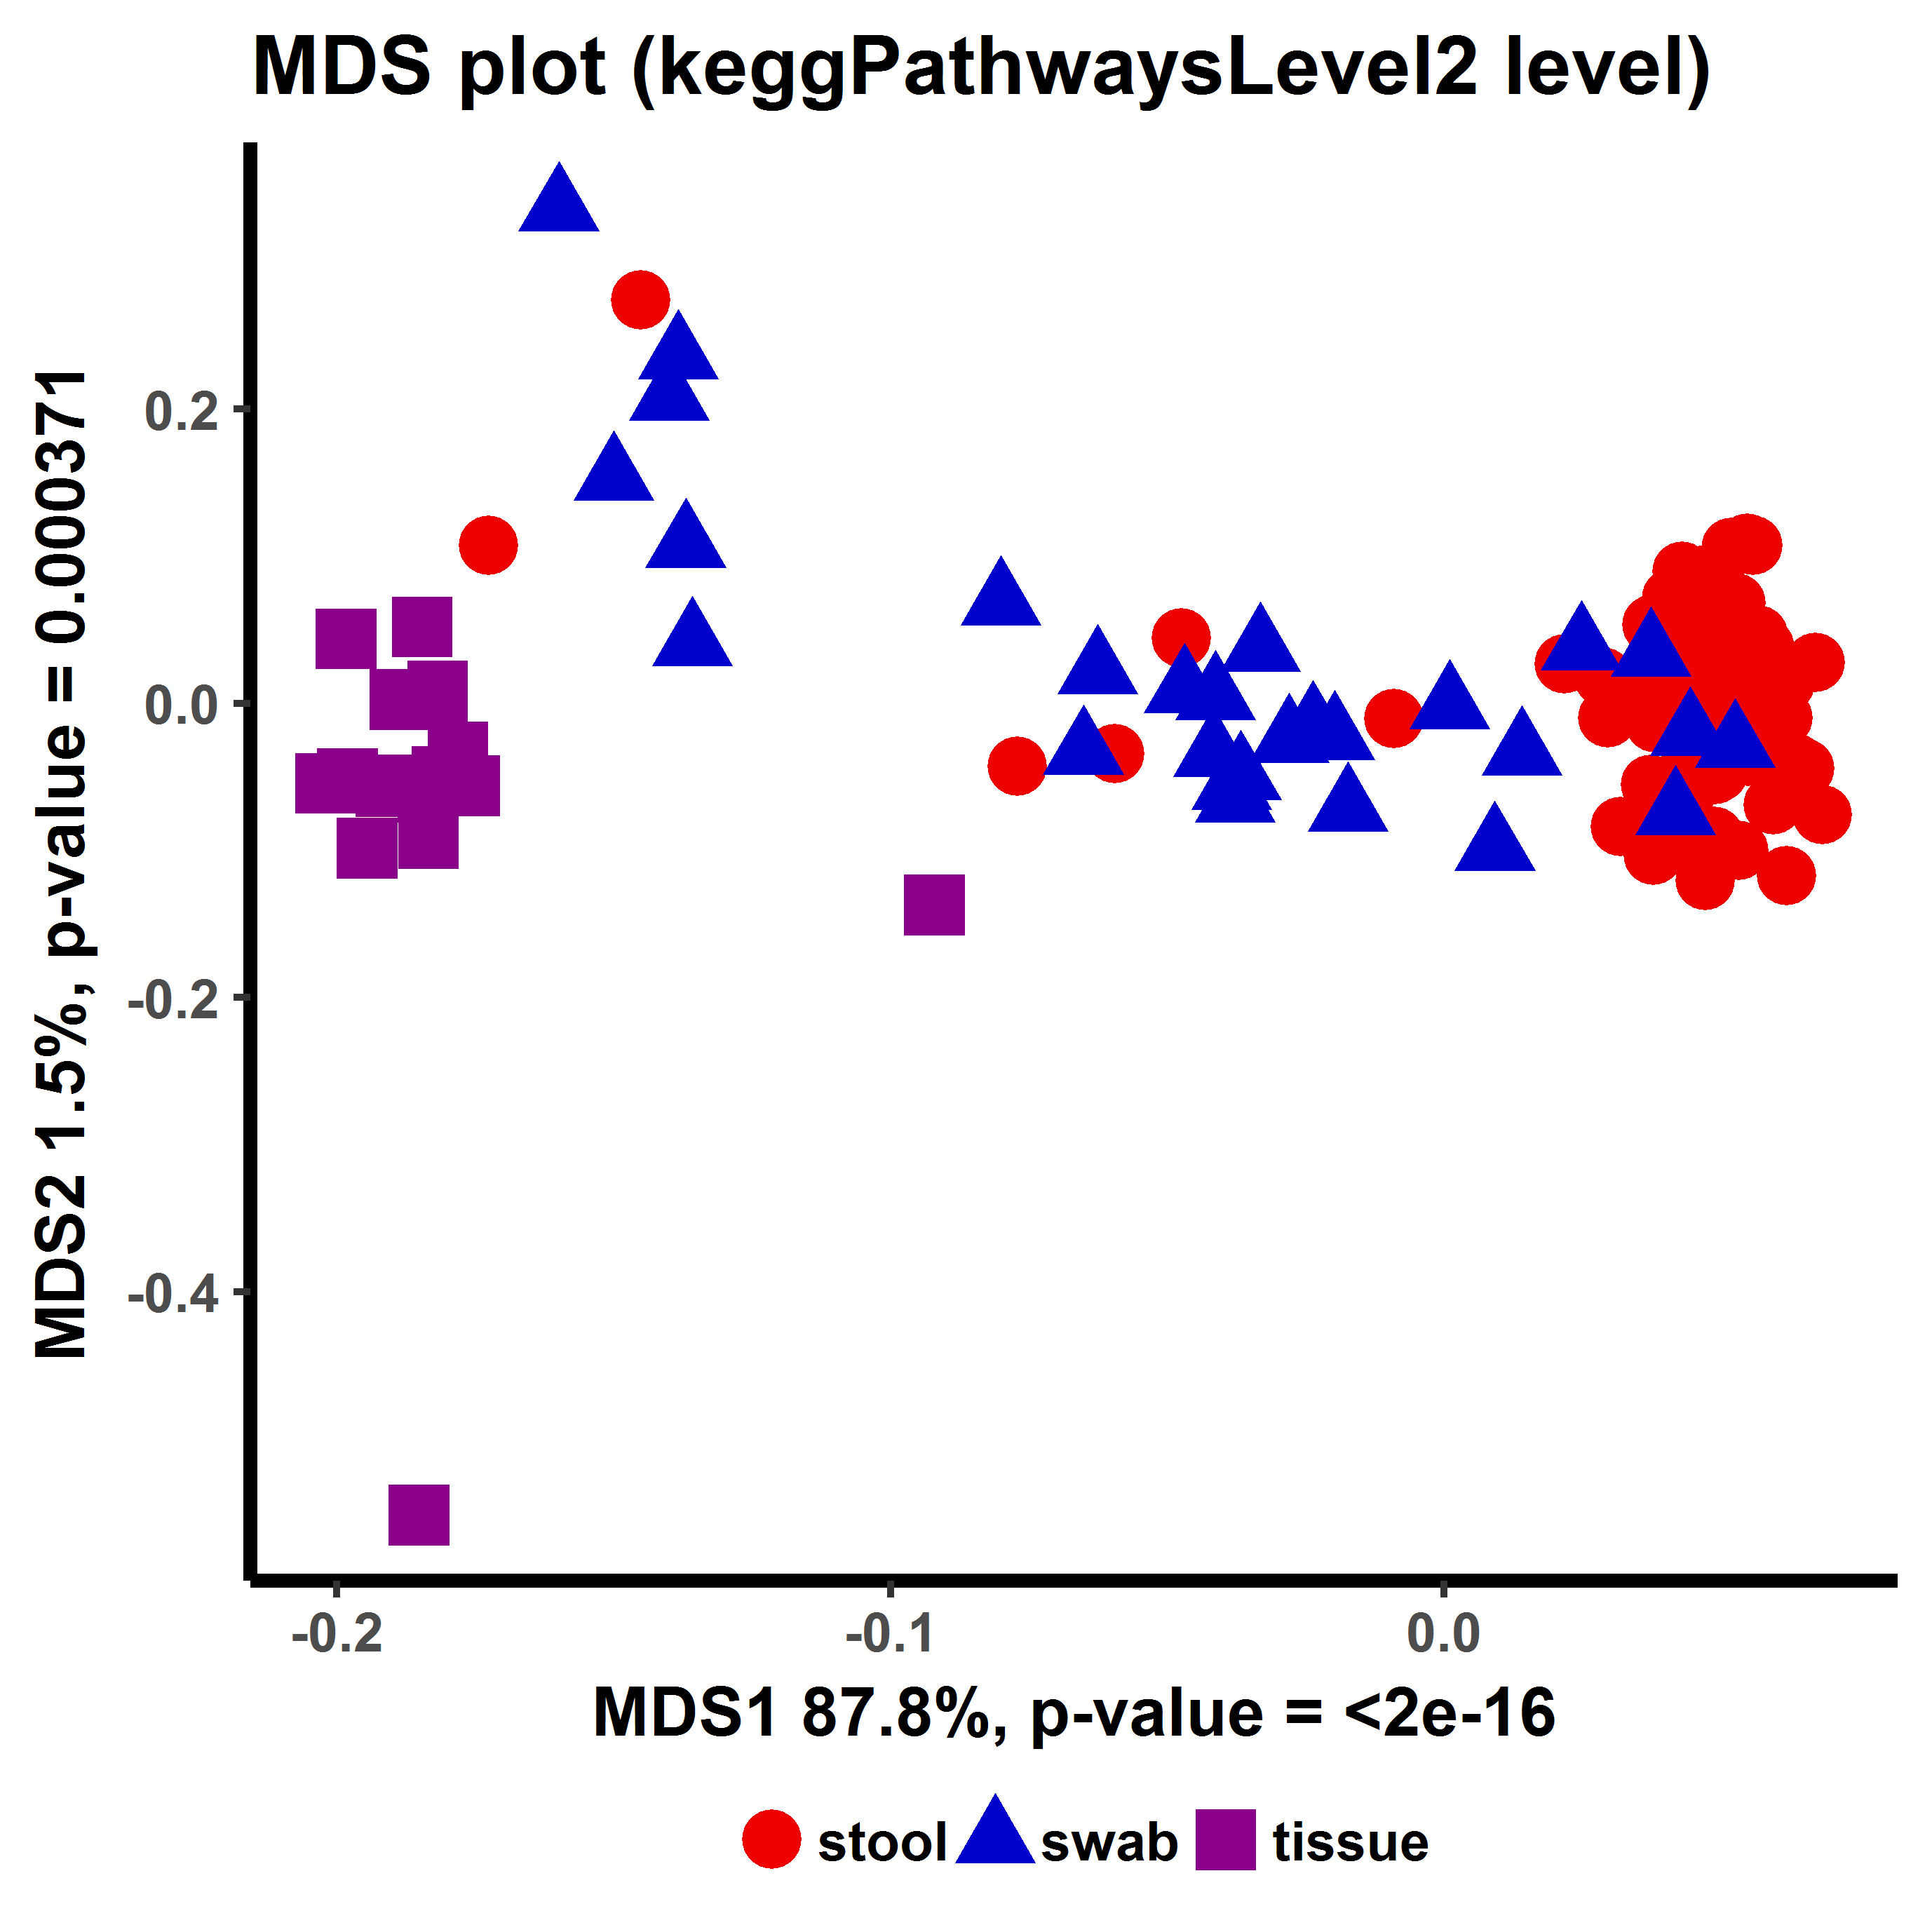 MDS plot (keggPathwaysLevel2 level)
MDS2 1.5%, p-value = 0.000371
0.2
0.0
-0.2
-0.4
-0.2
-0.1
0.0
MDS1 87.8%, p-value = <2e-16
stool swab tissue